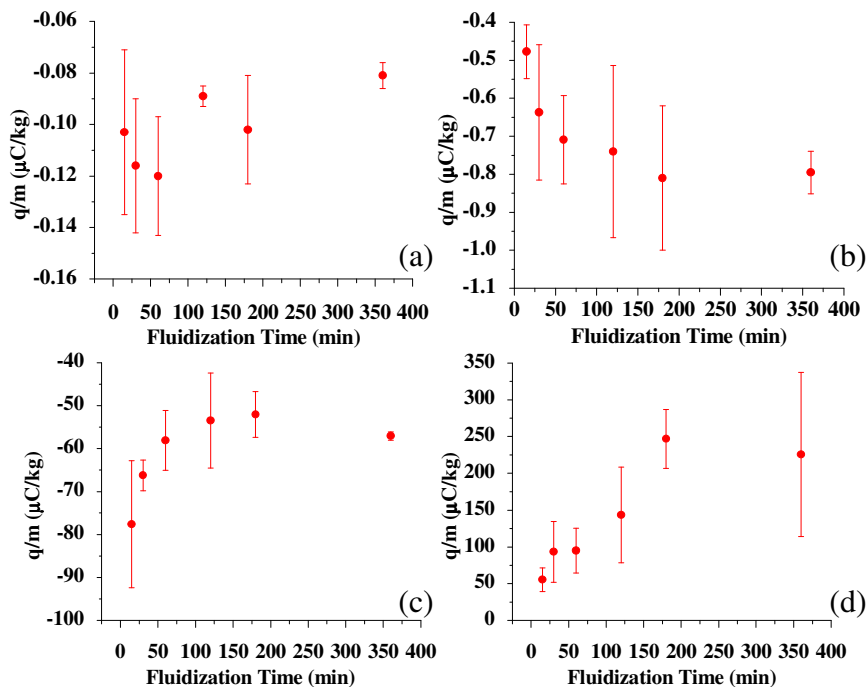 -0.06
-0.08
-0.10
-0.12
-0.14
-0.16
q/m (μC/kg)
(a)
0 50 100 150 200 250 300 350 400
Fluidization Time (min)
-0.4
-0.5
-0.6
-0.7
-0.8
-0.9
-1.0
-1.1
q/m (μC/kg)
(b)
0 50 100 150 200 250 300 350 400
Fluidization Time (min)
-40
-50
-60
-70
-80
-90
-100
q/m (μC/kg)
(c)
0 50 100 150 200 250 300 350 400
Fluidization Time (min)
350
300
250
200
150
100
50
0
q/m (μC/kg)
(d)
0 50 100 150 200 250 300 350 400
Fluidization Time (min)